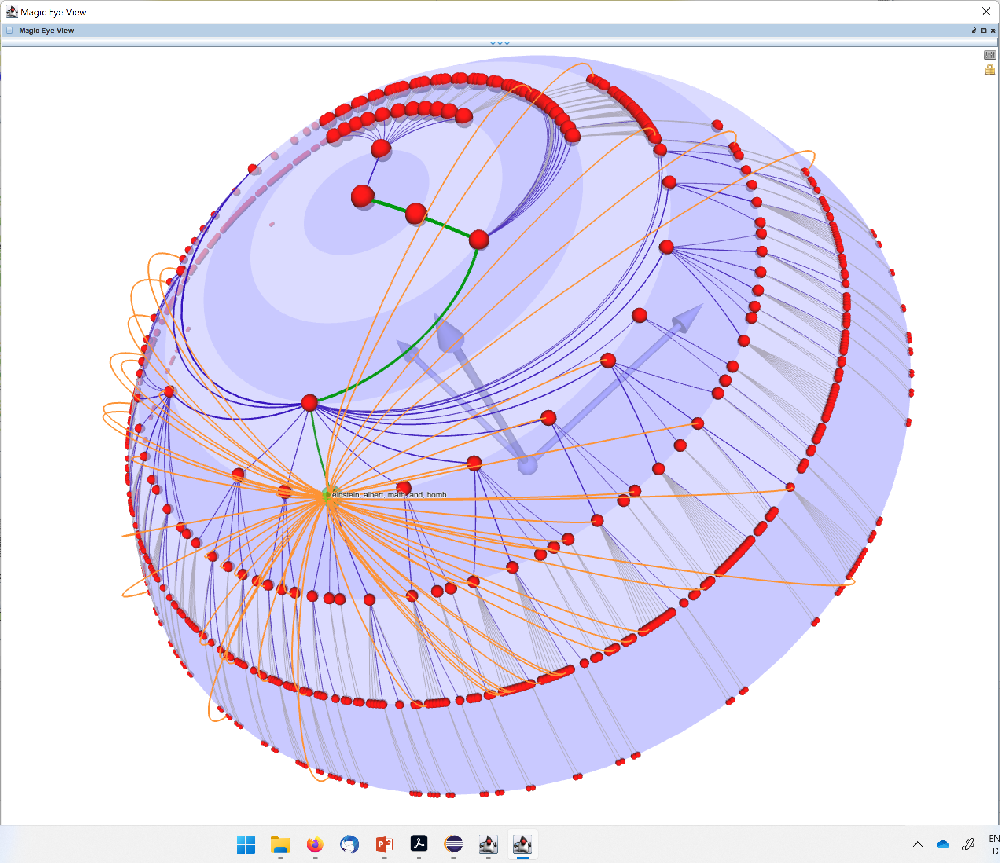 Magic Eye View
Magic Eye View
einstein, albert, math, and, bomb
P
EN